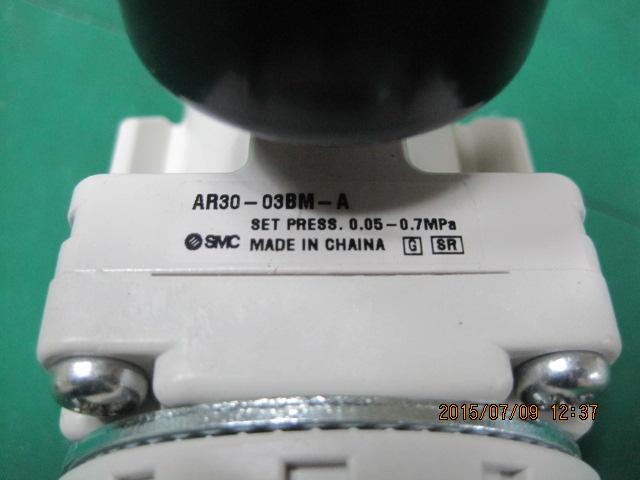 AR30-03BM-A
SET PRESS. 0.05-0.7MPa
SMC MADE IN CHAINA G SR
2015/07/09 12:37